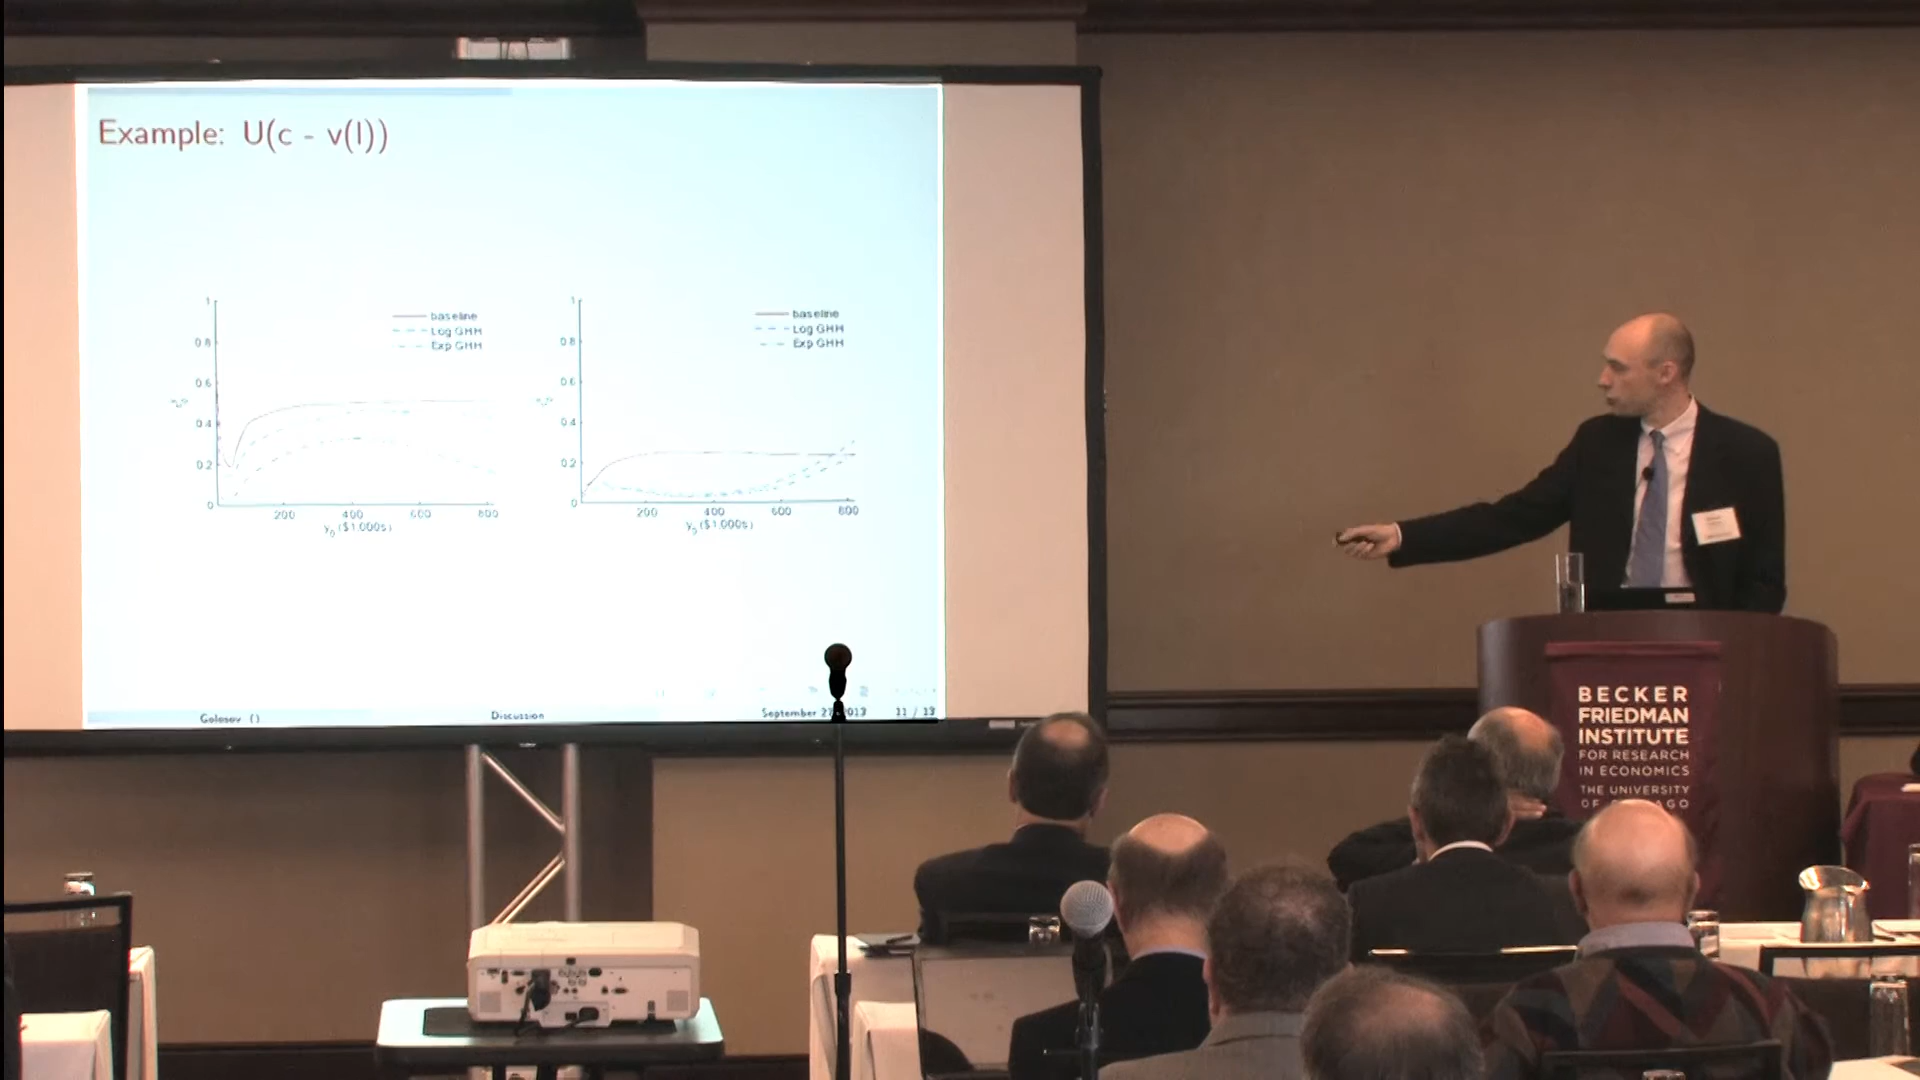 Example: U(c - v(l))
1
0.8
0.6
0.4
0.2
0
200
400
600
800
y0 ($1,000s)
baseline
Log GHH
Exp GHH
1
0.8
0.6
0.4
0.2
0
200
400
600
800
y0 ($1,000s)
baseline
Log GHH
Exp GHH
Golosov ()
Discussion
September 27 2013
11 / 13
BECKER
FRIEDMAN
INSTITUTE
FOR RESEARCH
IN ECONOMICS
THE UNIVERSITY